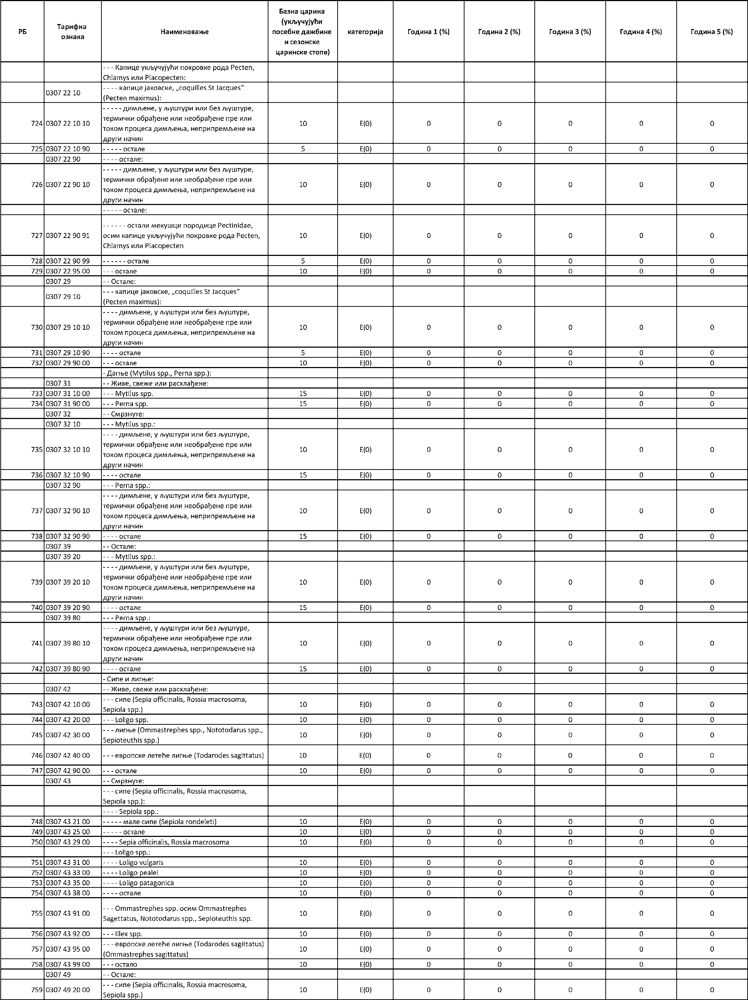 РБ Тарифна ознака Наименовање Базна царина (укључујући посебне дажбине и сезонске царинске стопе) категорија Година 1 (%) Година 2 (%) Година 3 (%) Година 4 (%) Година 5 (%)
- - - Капице укључујући покровке рода Pecten,
Chlamys или Placopecten:
0307 22 10 - - - - капице јаковске, „coquilles St Jacques”
(Pecten maximus):
- - - - - димљене, у љуштури или без љуштуре,
термички обрађене или необрађене пре или
724 0307 22 10 10 10 E(0) 0 0 0 0 0
током процеса димљења, неприпремљене на
други начин
725 0307 22 10 90 - - - - - остале 5 E(0) 0 0 0 0 0
0307 22 90 - - - - остале:
- - - - - димљене, у љуштури или без љуштуре,
термички обрађене или необрађене пре или
726 0307 22 90 10 10 E(0) 0 0 0 0 0
током процеса димљења, неприпремљене на
други начин
- - - - - остале:
- - - - - - остали мекушци породице Pectinidae,
727 0307 22 90 91 осим капице укључујући покровке рода Pecten, 10 E(0) 0 0 0 0 0
Chlamys или Placopecten
728 0307 22 90 99 - - - - - - остале 5 E(0) 0 0 0 0 0
729 0307 22 95 00 - - - остале 10 E(0) 0 0 0 0 0
0307 29 - - Остале:
0307 29 10 - - - капице јаковске, „coquilles St Jacques”
(Pecten maximus):
- - - - димљене, у љуштури или без љуштуре,
термички обрађене или необрађене пре или
730 0307 29 10 10 10 E(0) 0 0 0 0 0
током процеса димљења, неприпремљене на
други начин
731 0307 29 10 90 - - - - остале 5 E(0) 0 0 0 0 0
732 0307 29 90 00 - - - остале 10 E(0) 0 0 0 0 0
- Дагње (Mytilus spp., Perna spp.):
0307 31 - - Живе, свеже или расхлађене:
733 0307 31 10 00 - - - Mytilus spp. 15 E(0) 0 0 0 0 0
734 0307 31 90 00 - - - Perna spp. 15 E(0) 0 0 0 0 0
0307 32 - - Смрзнуте:
0307 32 10 - - - Mytilus spp.:
- - - - димљене, у љуштури или без љуштуре,
термички обрађене или необрађене пре или
735 0307 32 10 10 10 E(0) 0 0 0 0 0
током процеса димљења, неприпремљене на
други начин
736 0307 32 10 90 - - - - остале 15 E(0) 0 0 0 0 0
0307 32 90 - - - Perna spp.:
- - - - димљене, у љуштури или без љуштуре,
термички обрађене или необрађене пре или
737 0307 32 90 10 10 E(0) 0 0 0 0 0
током процеса димљења, неприпремљене на
други начин
738 0307 32 90 90 - - - - остале 15 E(0) 0 0 0 0 0
0307 39 - - Остале:
0307 39 20 - - - Mytilus spp.:
- - - - димљене, у љуштури или без љуштуре,
термички обрађене или необрађене пре или
739 0307 39 20 10 10 E(0) 0 0 0 0 0
током процеса димљења, неприпремљене на
други начин
740 0307 39 20 90 - - - - остале 15 E(0) 0 0 0 0 0
0307 39 80 - - - Perna spp.:
- - - - димљене, у љуштури или без љуштуре,
термички обрађене или необрађене пре или
741 0307 39 80 10 10 E(0) 0 0 0 0 0
током процеса димљења, неприпремљене на
други начин
742 0307 39 80 90 - - - - остале 15 E(0) 0 0 0 0 0
- Сипе и лигње:
0307 42 - - Живе, свеже или расхлађене:
743 0307 42 10 00 - - - сипе (Sepia officinalis, Rossia macrosoma, 10 E(0) 0 0 0 0 0
Sepiola spp.)
744 0307 42 20 00 - - - Loligo spp. 10 E(0) 0 0 0 0 0
745 0307 42 30 00 - - - лигње (Ommastrephes spp., Nototodarus spp., 10 E(0) 0 0 0 0 0
Sepioteuthis spp.)
746 0307 42 40 00 - - - европске летеће лигње (Todarodes sagittatus) 10 E(0) 0 0 0 0 0
747 0307 42 90 00 - - - остале 10 E(0) 0 0 0 0 0
0307 43 - - Смрзнуте:
- - - сипе (Sepia officinalis, Rossia macrosoma,
Sepiola spp.):
- - - - Sepiola spp.:
748 0307 43 21 00 - - - - - мале сипе (Sepiola rondeleti) 10 E(0) 0 0 0 0 0
749 0307 43 25 00 - - - - - остале 10 E(0) 0 0 0 0 0
750 0307 43 29 00 - - - - Sepia officinalis, Rossia macrosoma 10 E(0) 0 0 0 0 0
- - - Loligo spp.:
751 0307 43 31 00 - - - - Loligo vulgaris 10 E(0) 0 0 0 0 0
752 0307 43 33 00 - - - - Loligo pealei 10 E(0) 0 0 0 0 0
753 0307 43 35 00 - - - - Loligo patagonica 10 E(0) 0 0 0 0 0
754 0307 43 38 00 - - - - остале 10 E(0) 0 0 0 0 0
755 0307 43 91 00 - - - Ommastrephes spp. осим Ommastrephes 10 E(0) 0 0 0 0 0
Sagettatus, Nototodarus spp., Sepioteuthis spp.
756 0307 43 92 00 - - - Illex spp. 10 E(0) 0 0 0 0 0
757 0307 43 95 00 - - - европске летеће лигње (Todarodes sagittatus) 10 E(0) 0 0 0 0 0
(Ommastrephes sagittatus)
758 0307 43 99 00 - - - остало 10 E(0) 0 0 0 0 0
0307 49 - - Остале:
759 0307 49 20 00 - - - сипе (Sepia officinalis, Rossia macrosoma, 10 E(0) 0 0 0 0 0
Sepiola spp.)